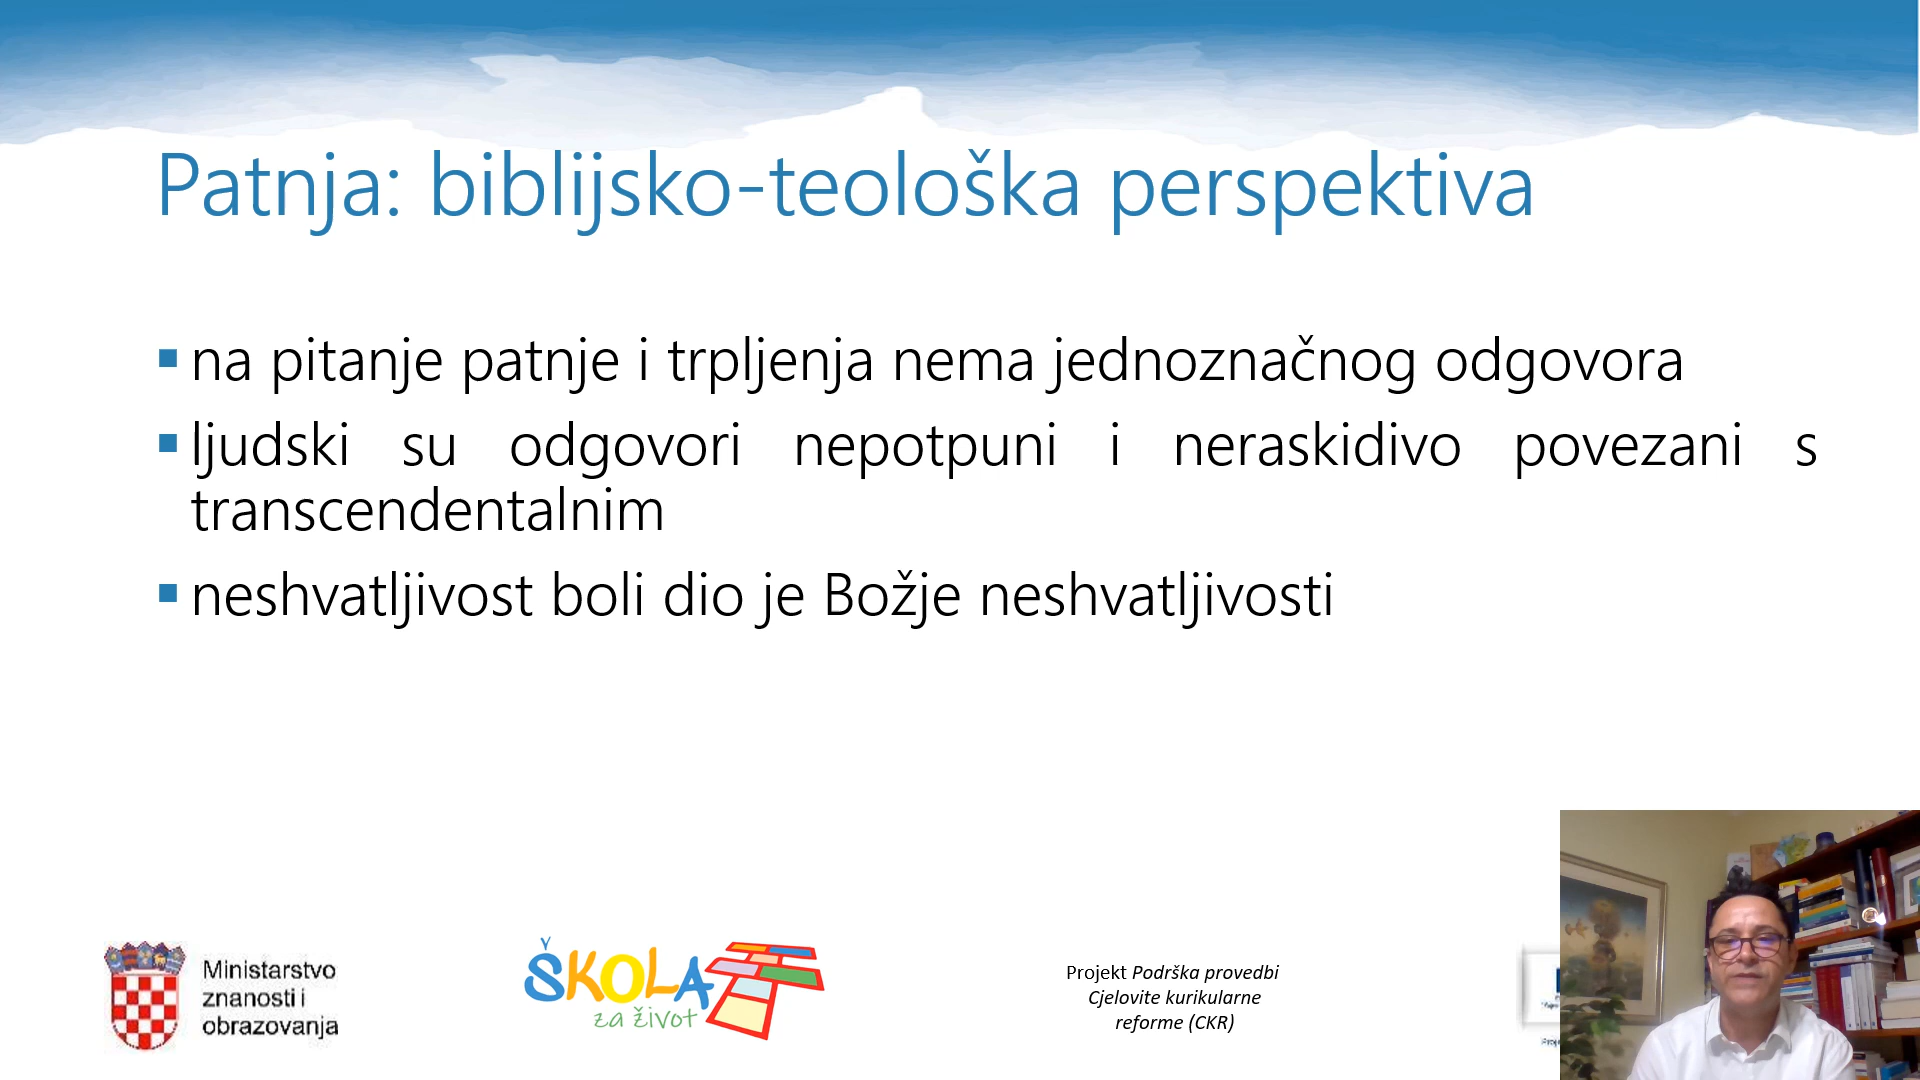 Patnja: biblijsko-teološka perspektiva
na pitanje patnje i trpljenja nema jednoznačnog odgovora
ljudski su odgovori nepotpuni i neraskidivo povezani s
transcendentalnim
neshvatljivost boli dio je Božje neshvatljivosti
Ministarstvo
znanosti i
obrazovanja
ŠKOLA
za život
Projekt Podrška provedbi
Cjelovite kurikularne
reforme (CKR)